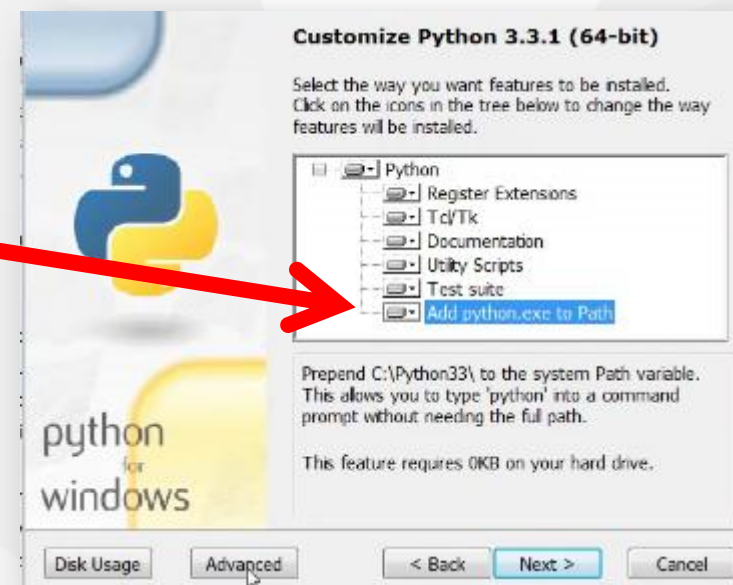 Customize Python 3.3.1 (64-bit)
Select the way you want features to be installed.
Click on the icons in the tree below to change the way
features will be installed.
Python
Register Extensions
Tcl/Tk
Documentation
Utility Scripts
Test suite
Add python.exe to Path
Prepend C:\Python33\ to the system Path variable.
This allows you to type 'python' into a command
prompt without needing the full path.
This feature requires 0KB on your hard drive.
python
for
windows
Disk Usage
Advanced
< Back
Next >
Cancel